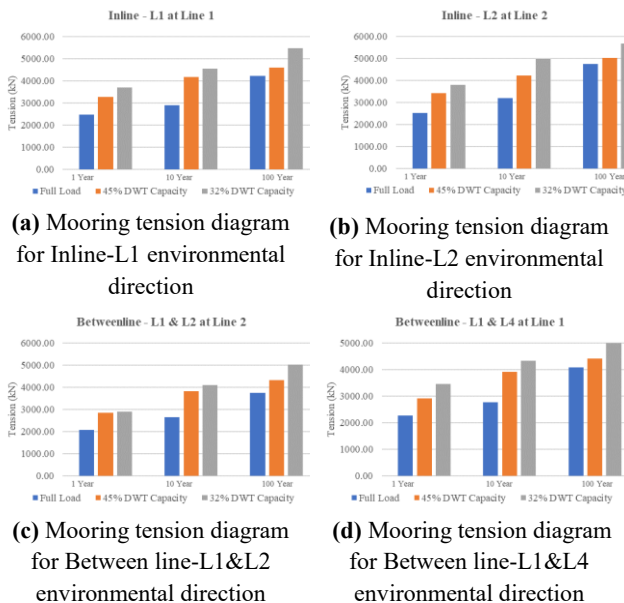 Inline - L1 at Line 1
6000.00
5000.00
4000.00
3000.00
2000.00
1000.00
0.00
Tension (kN)
1 Year
10 Year
100 Year
Full Load
45% DWT Capacity
32% DWT Capacity
(a) Mooring tension diagram
for Inline-L1 environmental
direction
Inline - L2 at Line 2
6000.00
5000.00
4000.00
3000.00
2000.00
1000.00
0.00
Tension (kN)
1 Year
10 Year
100 Year
Full Load
45% DWT Capacity
32% DWT Capacity
(b) Mooring tension diagram
for Inline-L2 environmental
direction
Betweenline - L1 & L2 at Line 2
6000.00
5000.00
4000.00
3000.00
2000.00
1000.00
0.00
Tension (kN)
1 Year
10 Year
100 Year
Full Load
45% DWT Capacity
32% DWT Capacity
(c) Mooring tension diagram
for Between line-L1&L2
environmental direction
Betweenline - L1 & L4 at Line 1
5000.00
4000.00
3000.00
2000.00
1000.00
0.00
Tension (kN)
1 Year
10 Year
100 Year
Full Load
45% DWT Capacity
32% DWT Capacity
(d) Mooring tension diagram
for Between line-L1&L4
environmental direction